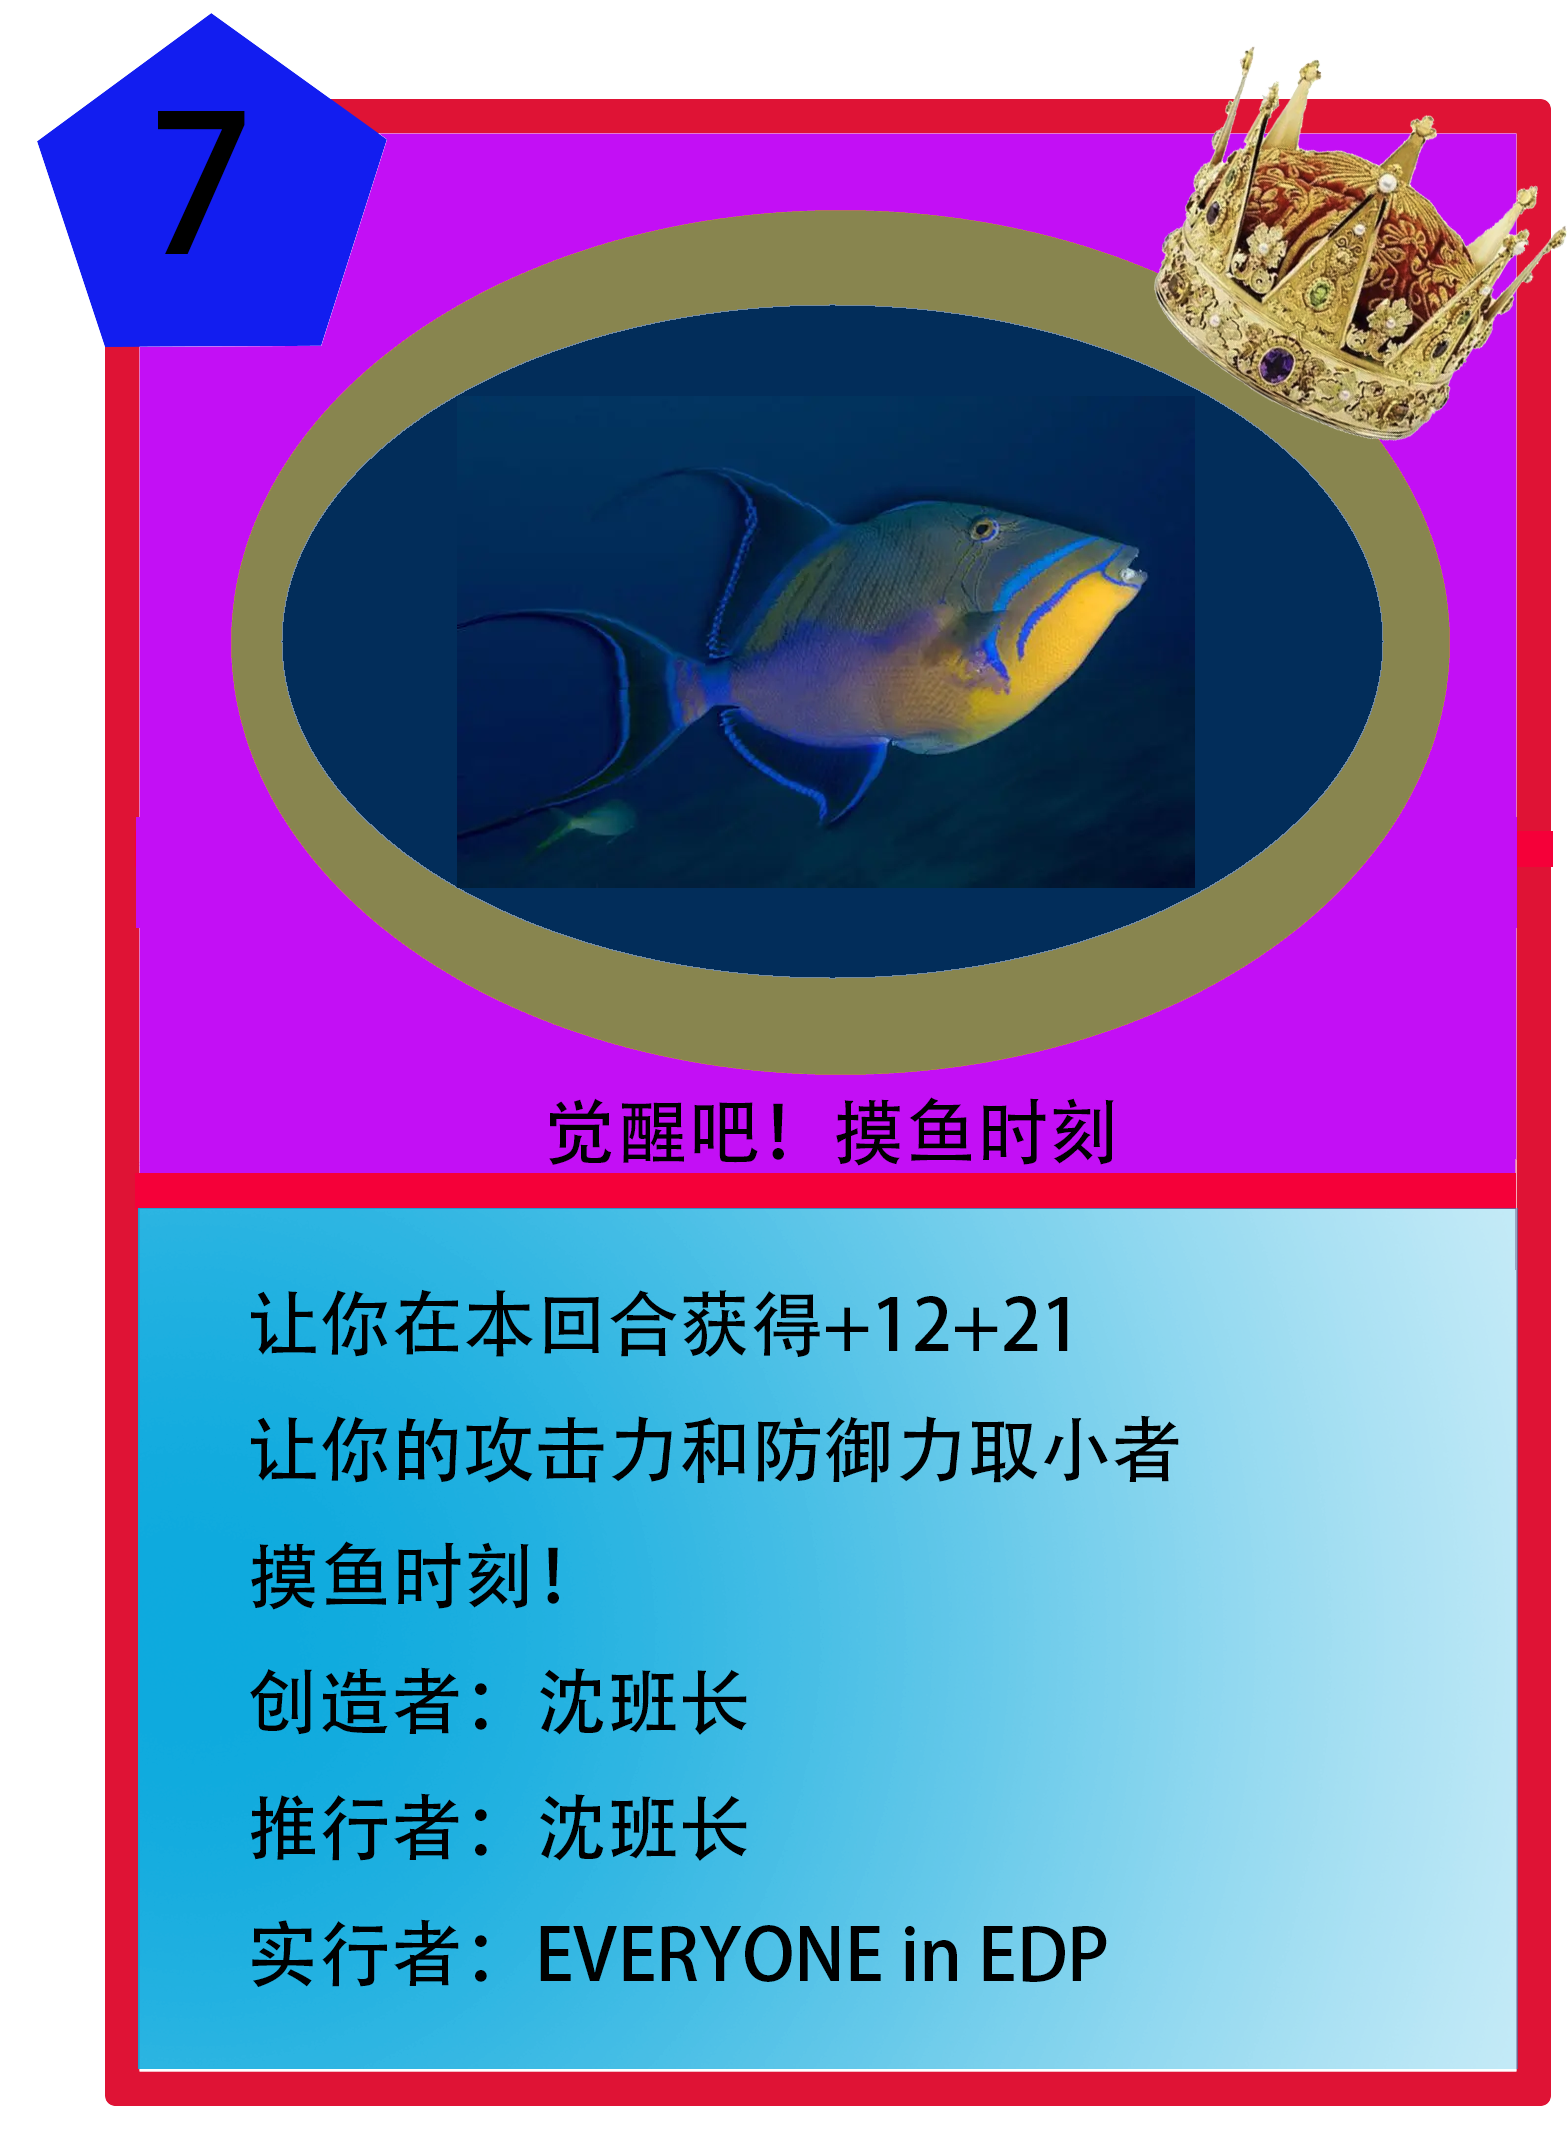 7
觉醒吧！摸鱼时刻
让你在本回合获得+12+21
让你的攻击力和防御力取小者
摸鱼时刻！
创造者：沈班长
推行者：沈班长
实行者：EVERYONE in EDP